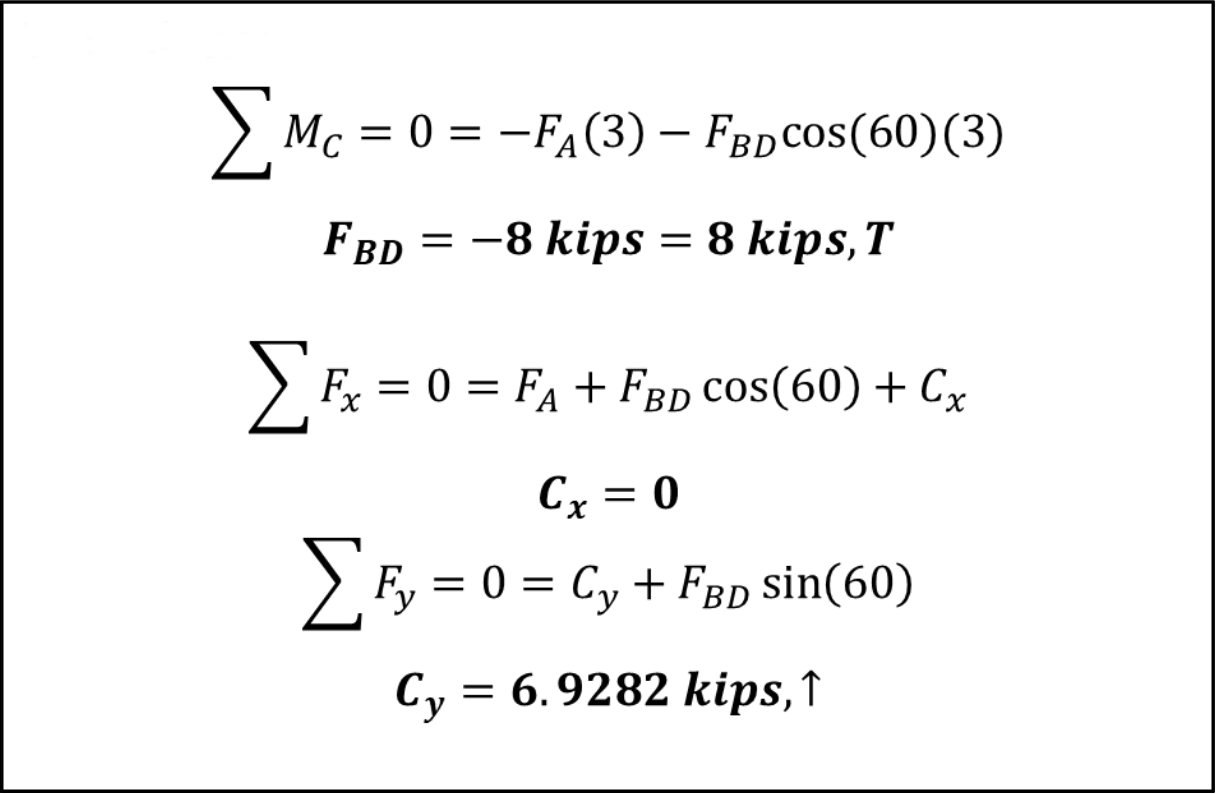 ∑ M_C = 0 = −F_A(3) − F_BD cos(60)(3)
F_BD = −8 kips = 8 kips, T
∑ F_x = 0 = F_A + F_BD cos(60) + C_x
C_x = 0
∑ F_y = 0 = C_y + F_BD sin(60)
C_y = 6.9282 kips, ↑